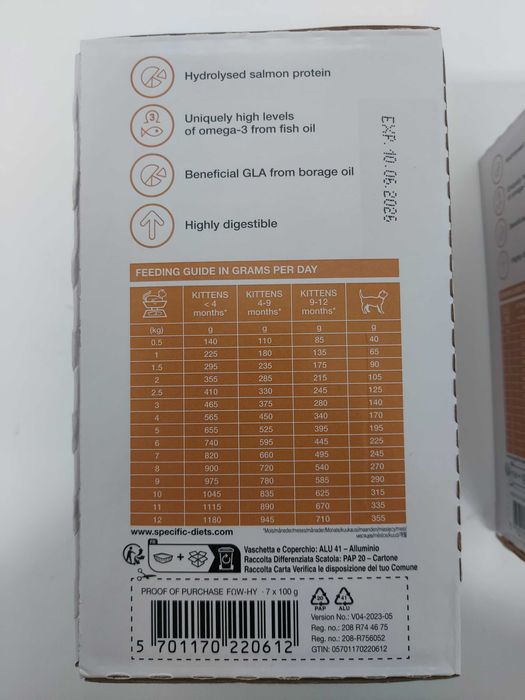 Hydrolysed salmon protein
Ω3
Uniquely high levels
of omega-3 from fish oil
Beneficial GLA from borage oil
Highly digestible
EXP. 10.06.2026
FEEDING GUIDE IN GRAMS PER DAY
KITTENS < 4 months* KITTENS 4-9 months* KITTENS 9-12 months*
(kg) g g g g
0.5 140 110 85 40
1 225 180 135 65
1.5 295 235 175 90
2 355 285 215 105
2.5 410 330 245 125
3 465 375 280 140
4 565 450 340 170
5 655 525 395 195
6 740 595 445 225
7 820 660 495 245
8 900 720 540 270
9 975 780 585 290
10 1045 835 625 315
11 1115 890 670 335
12 1180 945 710 355
www.specific-diets.com
FR
Vaschetta e Coperchio: ALU 41 – Alluminio
Raccolta Differenziata Scatola: PAP 20 – Cartone
Raccolta Carta Verifica le disposizione del tuo Comune
PROOF OF PURCHASE FOW-HY · 7 x 100 g
20 PAP 41 ALU
Version No.: V04-2023-05
Reg. no.: 208 R74 46 75
Reg. no.: 208-R756052
GTIN: 05701170220612
5 701170 220612